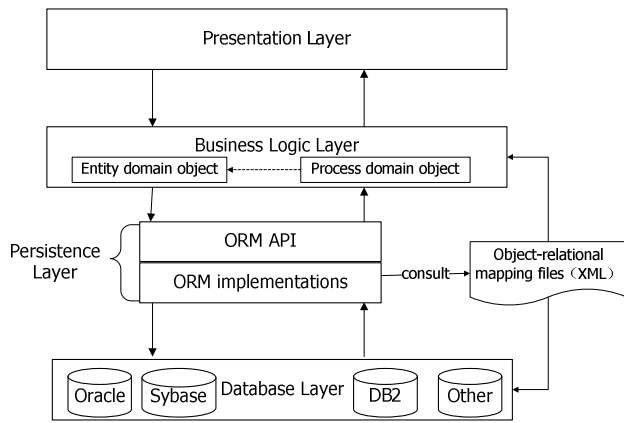 Presentation Layer
Business Logic Layer
Entity domain object
Process domain object
Persistence
Layer
ORM API
ORM implementations
consult
Object-relational
mapping files（XML）
Database Layer
Oracle
Sybase
DB2
Other